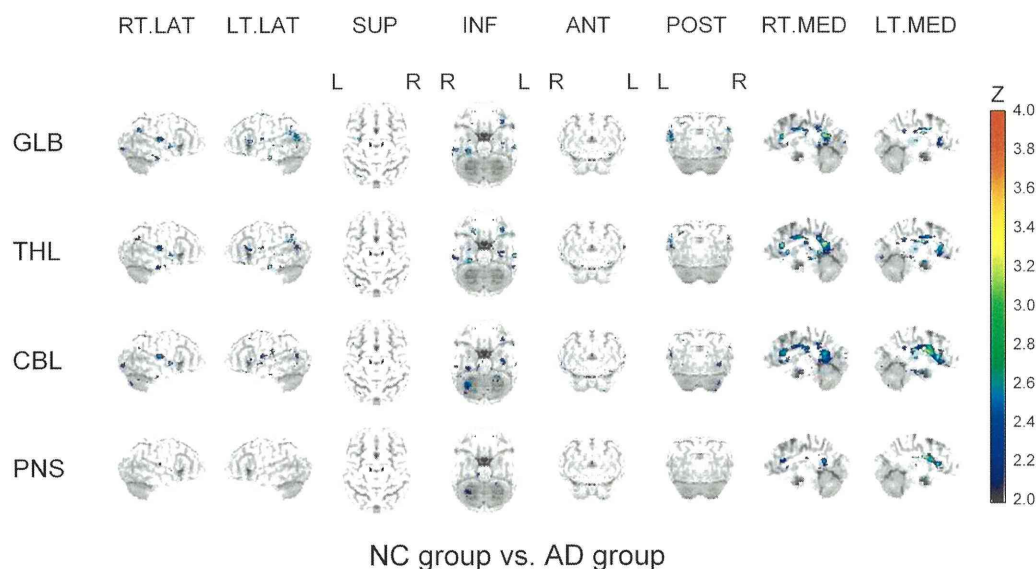 RT.LAT LT.LAT SUP INF ANT POST RT.MED LT.MED
L R R L R L L R
Z
GLB
THL
CBL
PNS
4.0
3.8
3.6
3.4
3.2
3.0
2.8
2.6
2.4
2.2
2.0
NC group vs. AD group